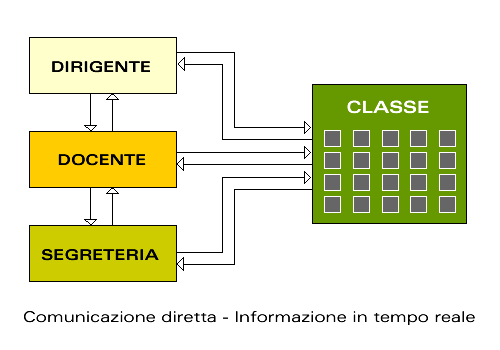 DIRIGENTE
CLASSE
DOCENTE
SEGRETERIA
Comunicazione diretta - Informazione in tempo reale